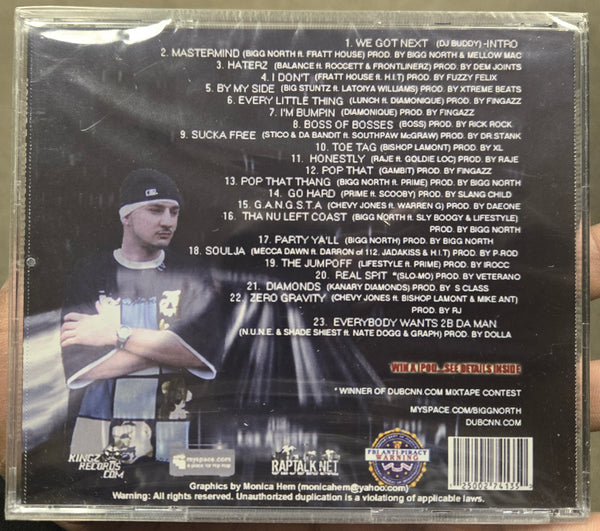 1. WE GOT NEXT (DJ BUDDY) -INTRO
2. MASTERMIND (BIGG NORTH ft. FRATT HOUSE) PROD. BY BIGG NORTH & MELLOW MAC
3. HATERZ (BALANCE ft. ROCCETT & FRONTLINERZ) PROD. BY DEM JOINTS
4. I DON'T (FRATT HOUSE ft. H.I.T) PROD. BY FUZZY FELIX
5. BY MY SIDE (BIG STUNTZ ft. LATOIYA WILLIAMS) PROD. BY XTREME BEATS
6. EVERY LITTLE THING (LUNCH ft. DIAMONIQUE) PROD. BY FINGAZZ
7. I'M BUMPIN (DIAMONIQUE) PROD. BY FINGAZZ
8. BOSS OF BOSSES (BOSS) PROD. BY RICK ROCK
9. SUCKA FREE (STICO & DA BANDIT ft. SOUTHPAW McGRAW) PROD. BY DR.STANK
10. TOE TAG (BISHOP LAMONT) PROD. BY XL
11. HONESTLY (RAJE ft. GOLDIE LOC) PROD. BY RAJE
12. POP THAT (GAMBIT) PROD. BY FINGAZZ
13. POP THAT THANG (BIGG NORTH ft. PRIME) PROD. BY BIGG NORTH
14. GO HARD (PRIME ft. SCOOBY) PROD. BY SLANG CHILD
15. G.A.N.G.S.T.A (CHEVY JONES ft. WARREN G) PROD. BY DAEONE
16. THA NU LEFT COAST (BIGG NORTH ft. SLY BOOGY & LIFESTYLE)
PROD. BY BIGG NORTH
17. PARTY YA'LL (BIGG NORTH) PROD. BY BIGG NORTH
18. SOULJA (MECCA DAWN ft. DARRON of 112, JADAKISS & H.I.T) PROD. BY P-ROD
19. THE JUMPOFF (LIFESTYLE ft. PRIME) PROD. BY IROCC
20. REAL SPIT *(SLO-MO) PROD. BY VETERANO
21. DIAMONDS (KANARY DIAMONDS) PROD. BY S CLASS
22. ZERO GRAVITY (CHEVY JONES ft. BISHOP LAMONT & MIKE ANT)
PROD. BY RJ
23. EVERYBODY WANTS 2B DA MAN
(N.U.N.E. & SHADE SHIEST ft. NATE DOGG & GRAPH) PROD. BY DOLLA
WIN A IPOD... SEE DETAILS INSIDE
* WINNER OF DUBCNN.COM MIXTAPE CONTEST
MYSPACE.COM/BIGGNORTH
DUBCNN.COM
KINGZ
RECORDS
.COM
myspace.com
a place for hip hop
RAPTALK.NET
FBI ANTI-PIRACY
WARNING
25002 74135
Graphics by Monica Hem (monicahem@yahoo.com)
Warning: All rights reserved. Unauthorized duplication is a violationg of applicable laws.